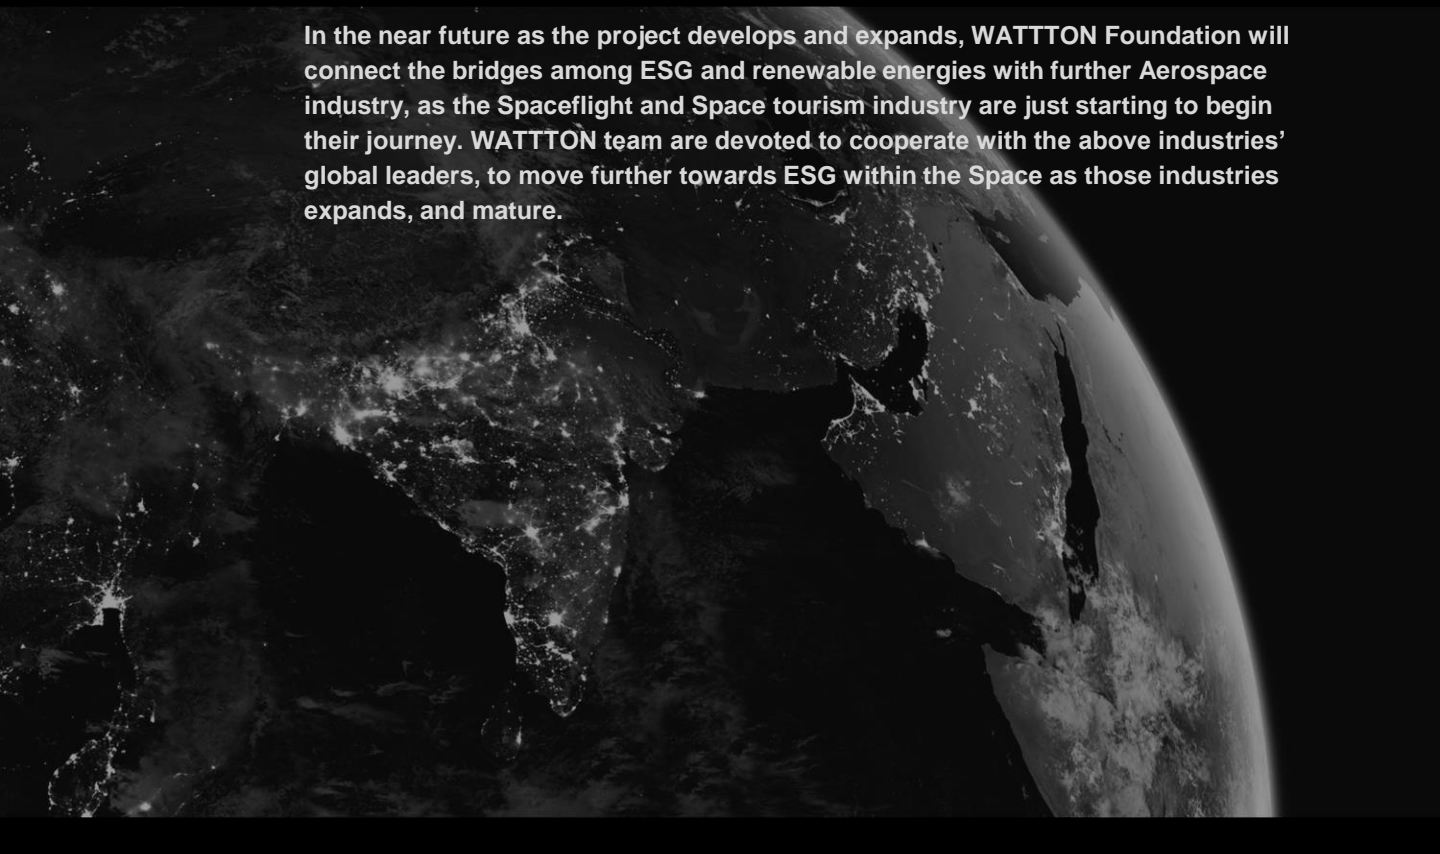 In the near future as the project develops and expands, WATTTON Foundation will
connect the bridges among ESG and renewable energies with further Aerospace
industry, as the Spaceflight and Space tourism industry are just starting to begin
their journey. WATTTON team are devoted to cooperate with the above industries’
global leaders, to move further towards ESG within the Space as those industries
expands, and mature.